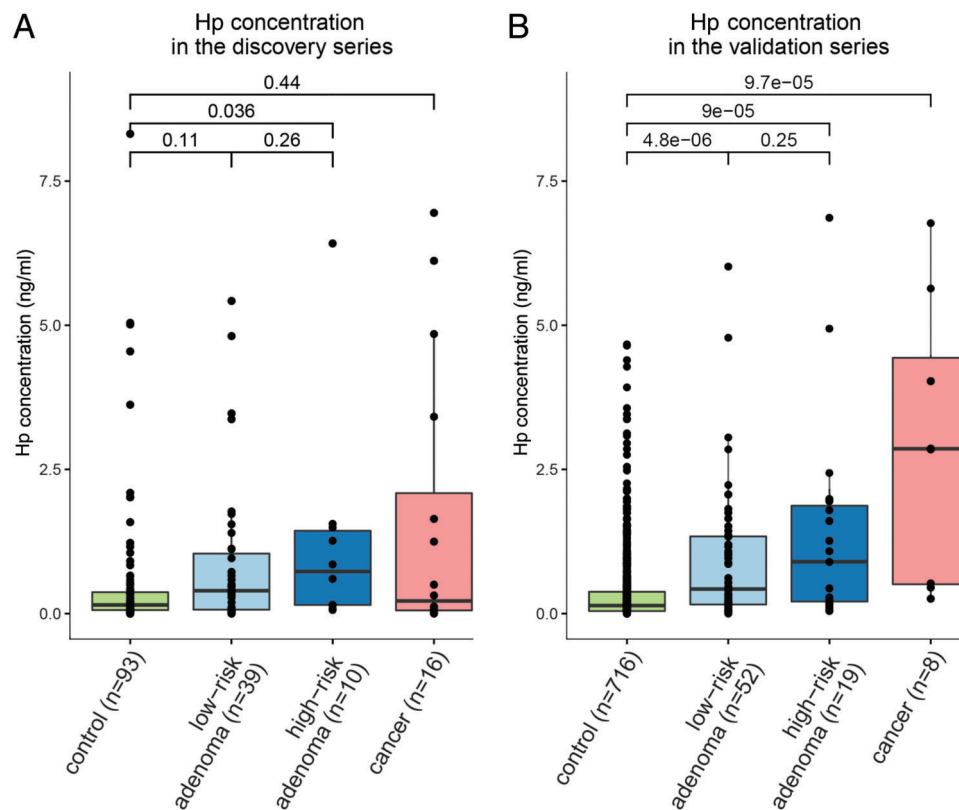 A
Hp concentration
in the discovery series
0.44
0.036
0.11
0.26
7.5
5.0
2.5
0.0
Hp concentration (ng/ml)
control (n=93)
low−risk
adenoma (n=39)
high−risk
adenoma (n=10)
cancer (n=16)
B
Hp concentration
in the validation series
9.7e−05
9e−05
4.8e−06
0.25
7.5
5.0
2.5
0.0
Hp concentration (ng/ml)
control (n=716)
low−risk
adenoma (n=52)
high−risk
adenoma (n=19)
cancer (n=8)